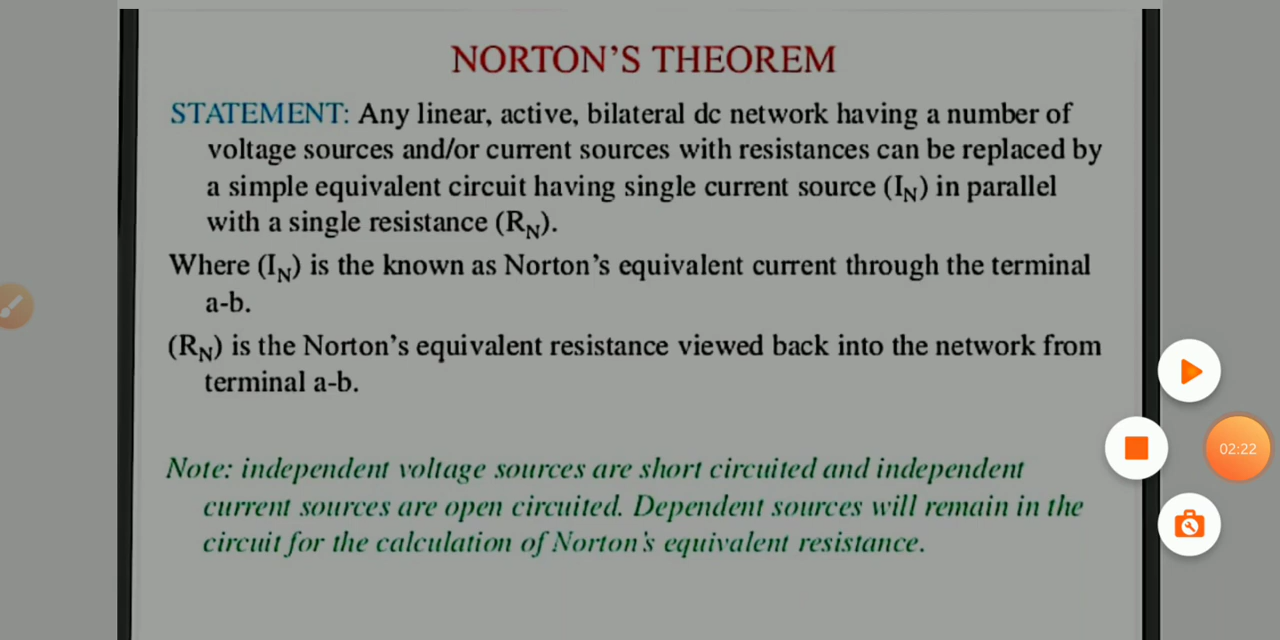 NORTON’S THEOREM
STATEMENT: Any linear, active, bilateral dc network having a number of
voltage sources and/or current sources with resistances can be replaced by
a simple equivalent circuit having single current source (I_N) in parallel
with a single resistance (R_N).
Where (I_N) is the known as Norton’s equivalent current through the terminal
a-b.
(R_N) is the Norton’s equivalent resistance viewed back into the network from
terminal a-b.
Note: independent voltage sources are short circuited and independent
current sources are open circuited. Dependent sources will remain in the
circuit for the calculation of Norton’s equivalent resistance.
02:22